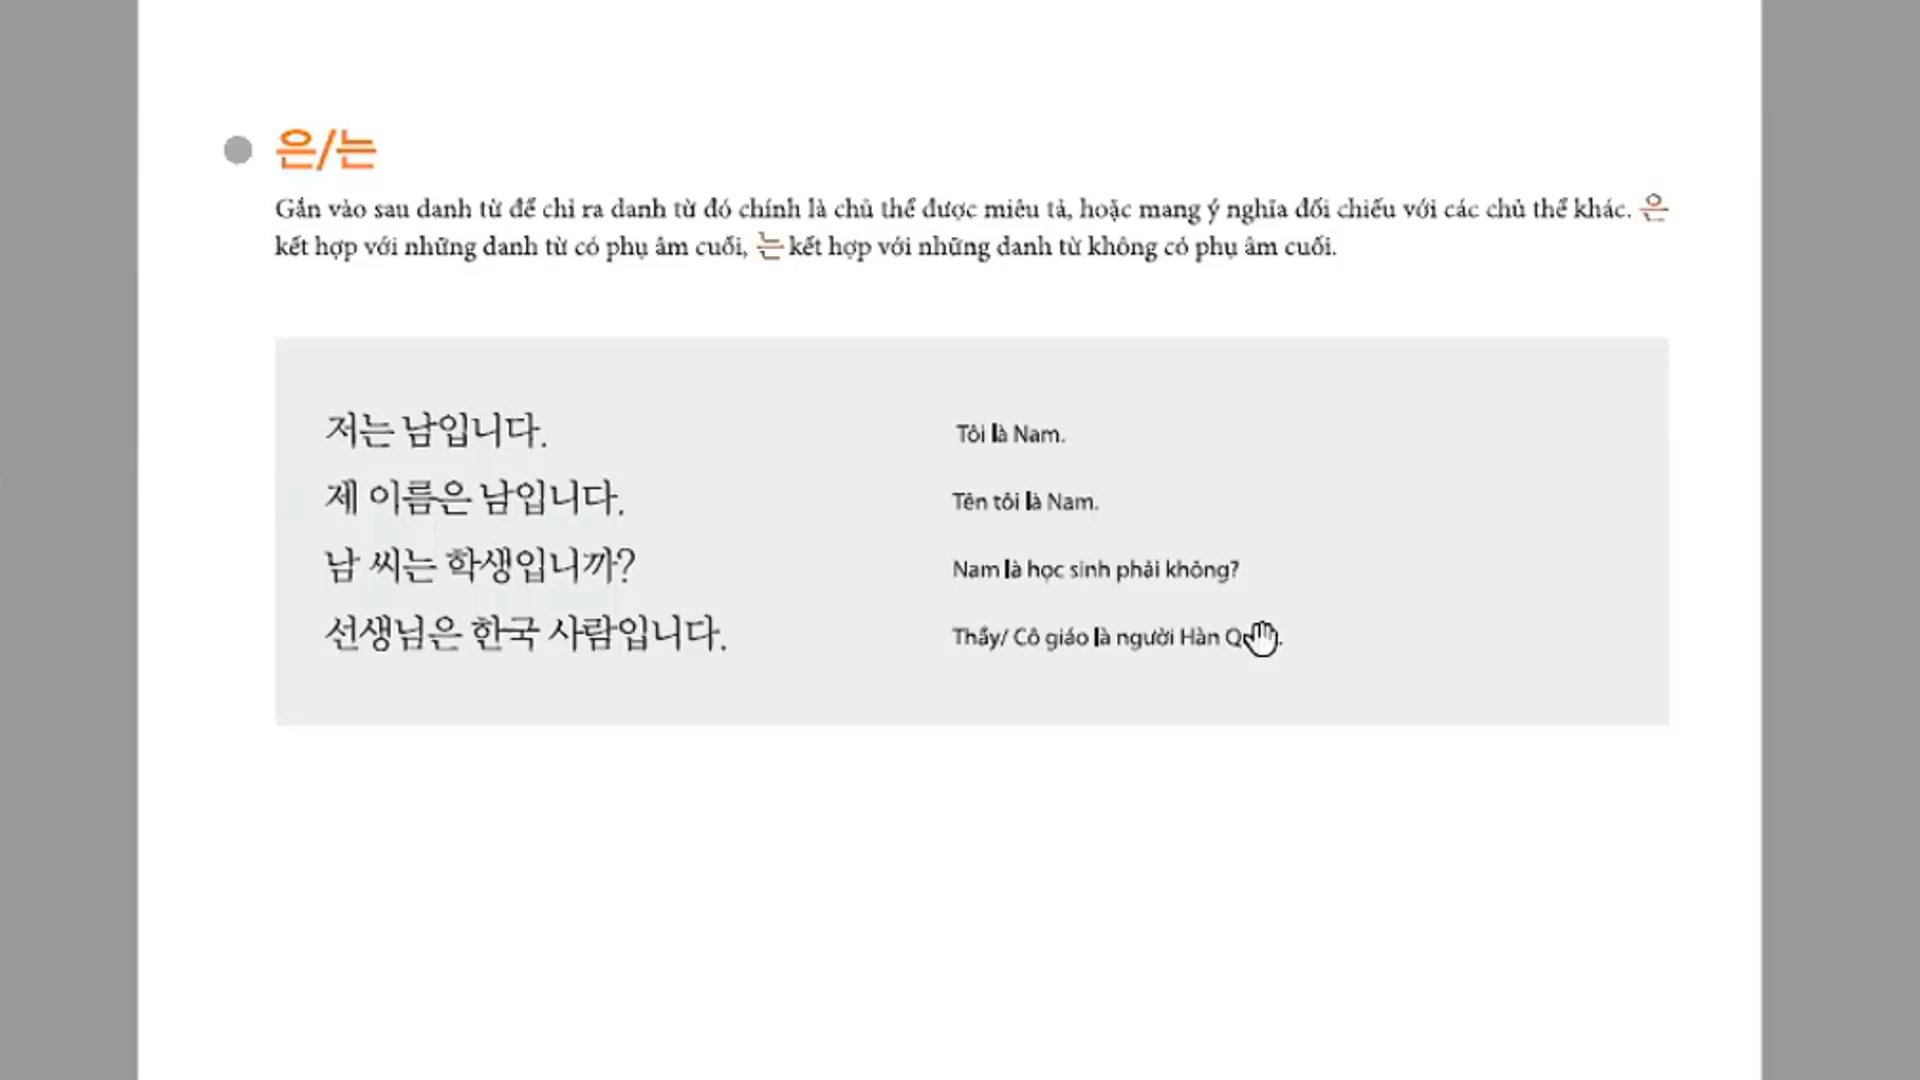 은/는
Gắn vào sau danh từ để chỉ ra danh từ đó chính là chủ thể được miêu tả, hoặc mang ý nghĩa đối chiếu với các chủ thể khác. 은
kết hợp với những danh từ có phụ âm cuối, 는 kết hợp với những danh từ không có phụ âm cuối.
저는 남입니다. Tôi là Nam.
제 이름은 남입니다. Tên tôi là Nam.
남 씨는 학생입니까? Nam là học sinh phải không?
선생님은 한국 사람입니다. Thầy/ Cô giáo là người Hàn